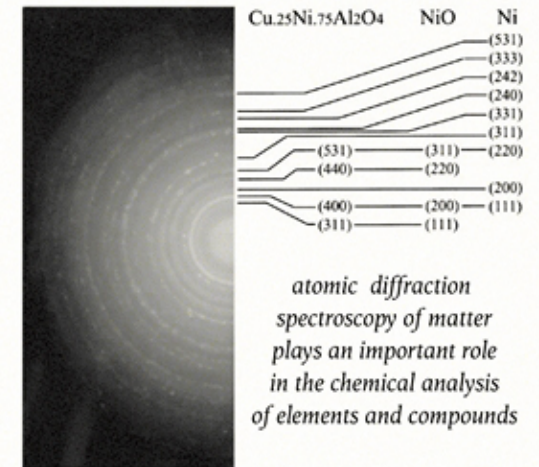 Cu.25Ni.75Al2O4 NiO Ni
(531)
(333)
(242)
(240)
(331)
(311)
(531) (311) (220)
(440) (220)
(200)
(400) (200) (111)
(311) (111)
atomic diffraction
spectroscopy of matter
plays an important role
in the chemical analysis
of elements and compounds